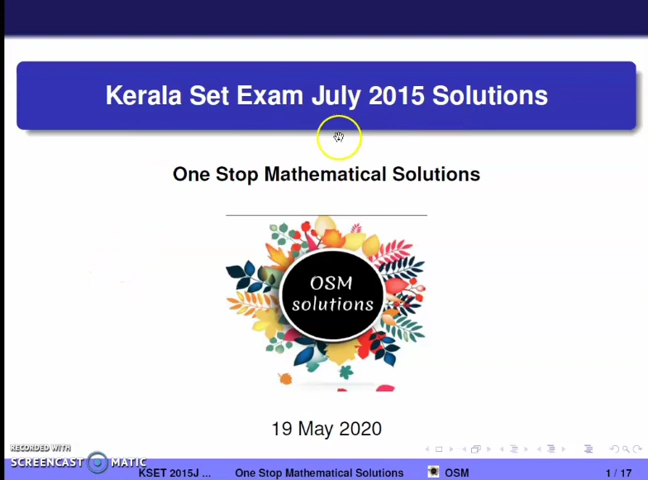 Kerala Set Exam July 2015 Solutions
One Stop Mathematical Solutions
OSM
solutions
19 May 2020
RECORDED WITH
SCREENCAST MATIC
KSET 2015J ... One Stop Mathematical Solutions OSM 1 / 17